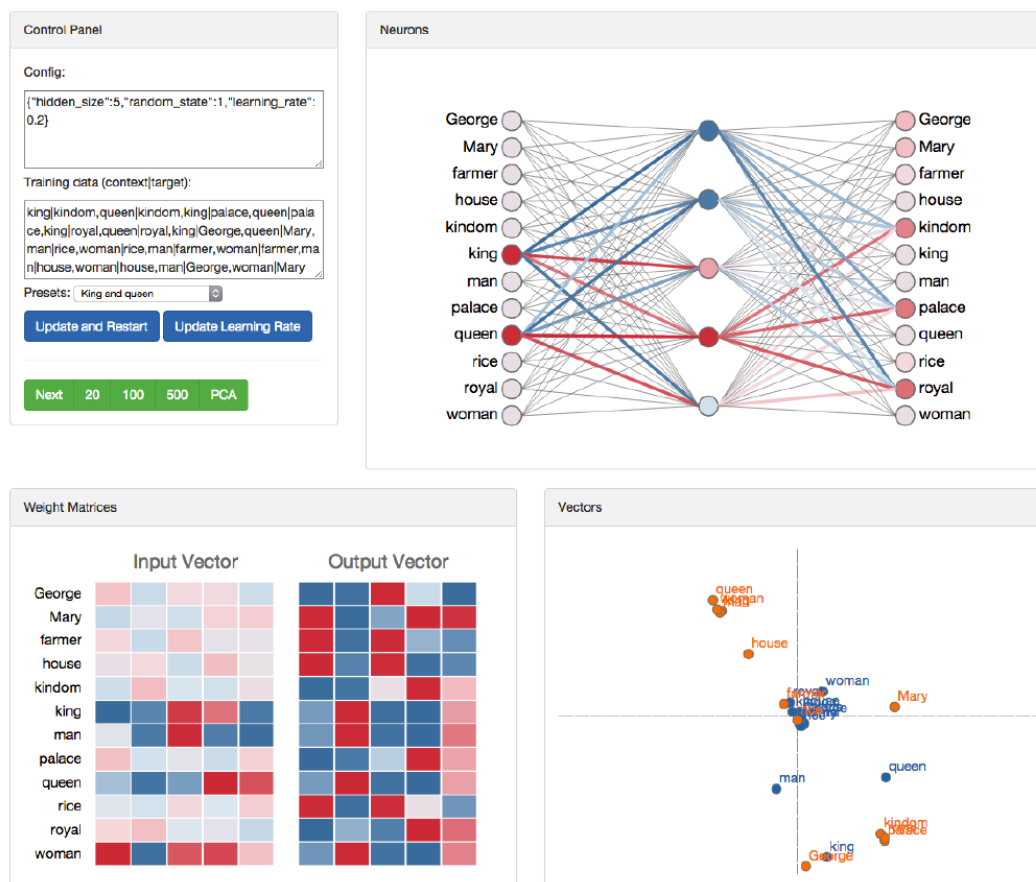 Control Panel
Config:
{"hidden_size":5,"random_state":1,"learning_rate":
0.2}
Training data (context|target):
king|kindom,queen|kindom,king|palace,queen|pala
ce,king|royal,queen|royal,king|George,queen|Mary,
man|rice,woman|rice,man|farmer,woman|farmer,ma
n|house,woman|house,man|George,woman|Mary
Presets: King and queen
Update and Restart Update Learning Rate
Next 20 100 500 PCA
Neurons
George George
Mary Mary
farmer farmer
house house
kindom kindom
king king
man man
palace palace
queen queen
rice rice
royal royal
woman woman
Weight Matrices
Input Vector Output Vector
George
Mary
farmer
house
kindom
king
man
palace
queen
rice
royal
woman
Vectors
queen
woman
house
woman
farmer
Mary
queen
man
kindom
palace
king
George